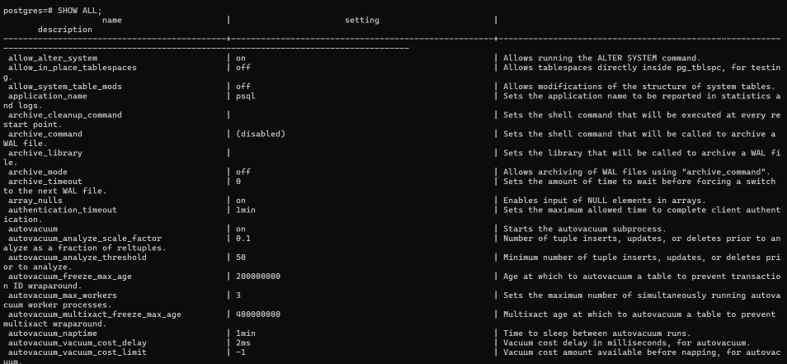 postgres=# SHOW ALL;
name | setting |
description
----------------------------------------+----------------------------------------+----------------------------------------
----------------------------------------
allow_alter_system | on | Allows running the ALTER SYSTEM command.
allow_in_place_tablespaces | off | Allows tablespaces directly inside pg_tblspc, for testin
g.
allow_system_table_mods | off | Allows modifications of the structure of system tables.
application_name | psql | Sets the application name to be reported in statistics a
nd logs.
archive_cleanup_command | | Sets the shell command that will be executed at every re
start point.
archive_command | (disabled) | Sets the shell command that will be called to archive a
WAL file.
archive_library | | Sets the library that will be called to archive a WAL fi
le.
archive_mode | off | Allows archiving of WAL files using "archive_command".
archive_timeout | 0 | Sets the amount of time to wait before forcing a switch
to the next WAL file.
array_nulls | on | Enables input of NULL elements in arrays.
authentication_timeout | 1min | Sets the maximum allowed time to complete client authent
ication.
autovacuum | on | Starts the autovacuum subprocess.
autovacuum_analyze_scale_factor | 0.1 | Number of tuple inserts, updates, or deletes prior to an
alyze as a fraction of reltuples.
autovacuum_analyze_threshold | 50 | Minimum number of tuple inserts, updates, or deletes pri
or to analyze.
autovacuum_freeze_max_age | 200000000 | Age at which to autovacuum a table to prevent transactio
n ID wraparound.
autovacuum_max_workers | 3 | Sets the maximum number of simultaneously running autova
cuum worker processes.
autovacuum_multixact_freeze_max_age | 400000000 | Multixact age at which to autovacuum a table to prevent
multixact wraparound.
autovacuum_naptime | 1min | Time to sleep between autovacuum runs.
autovacuum_vacuum_cost_delay | 2ms | Vacuum cost delay in milliseconds, for autovacuum.
autovacuum_vacuum_cost_limit | -1 | Vacuum cost amount available before napping, for autovac
uum.